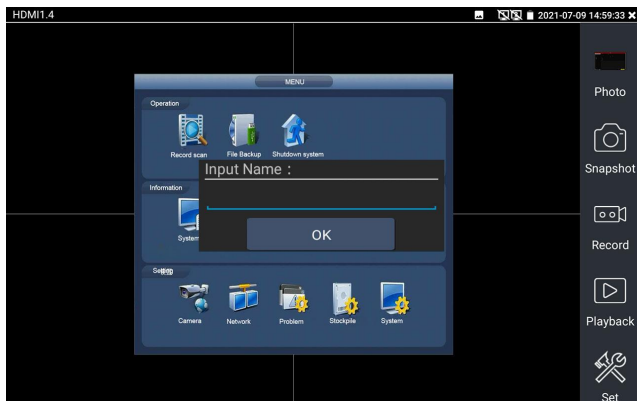 HDMI1.4
2021-07-09 14:59:33
MENU
Operation
Record scan
File Backup
Shutdown system
Input Name :
Information
System
OK
Camera
Network
Problem
Stockpile
System
Photo
Snapshot
Record
Playback
Set